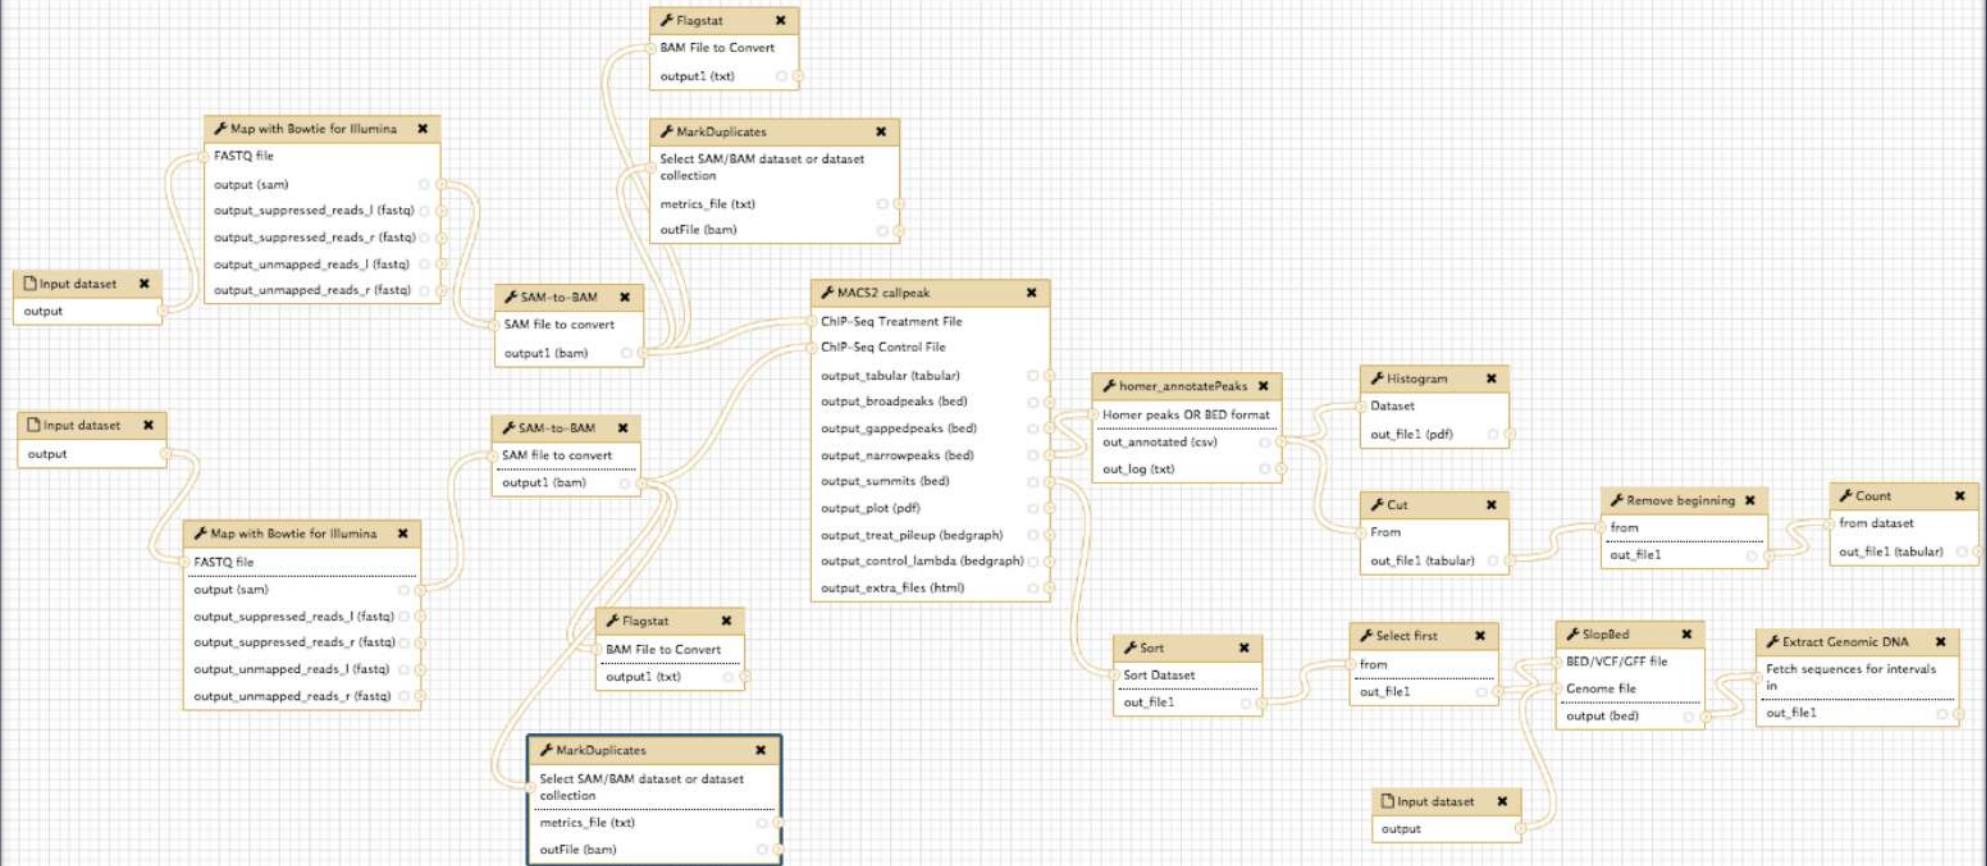 Flagstat
BAM File to Convert
output1 (txt)
MarkDuplicates
Select SAM/BAM dataset or dataset
collection
metrics_file (txt)
outFile (bam)
Map with Bowtie for Illumina
FASTQ file
output (sam)
output_suppressed_reads_l (fastq)
output_suppressed_reads_r (fastq)
output_unmapped_reads_l (fastq)
output_unmapped_reads_r (fastq)
Input dataset
output
SAM-to-BAM
SAM file to convert
output1 (bam)
MACS2 callpeak
ChIP-Seq Treatment File
ChIP-Seq Control File
output_tabular (tabular)
output_broadpeaks (bed)
output_gappedpeaks (bed)
output_narrowpeaks (bed)
output_summits (bed)
output_plot (pdf)
output_treat_pileup (bedgraph)
output_control_lambda (bedgraph)
output_extra_files (html)
homer_annotatePeaks
Homer peaks OR BED format
out_annotated (csv)
out_log (txt)
Histogram
Dataset
out_file1 (pdf)
Input dataset
output
SAM-to-BAM
SAM file to convert
output1 (bam)
Cut
From
out_file1 (tabular)
Remove beginning
from
out_file1
Count
from dataset
out_file1 (tabular)
Map with Bowtie for Illumina
FASTQ file
output (sam)
output_suppressed_reads_l (fastq)
output_suppressed_reads_r (fastq)
output_unmapped_reads_l (fastq)
output_unmapped_reads_r (fastq)
Flagstat
BAM File to Convert
output1 (txt)
Sort
Sort Dataset
out_file1
Select first
from
out_file1
SlopBed
BED/VCF/GFF file
Genome file
output (bed)
Extract Genomic DNA
Fetch sequences for intervals
in
out_file1
MarkDuplicates
Select SAM/BAM dataset or dataset
collection
metrics_file (txt)
outFile (bam)
Input dataset
output